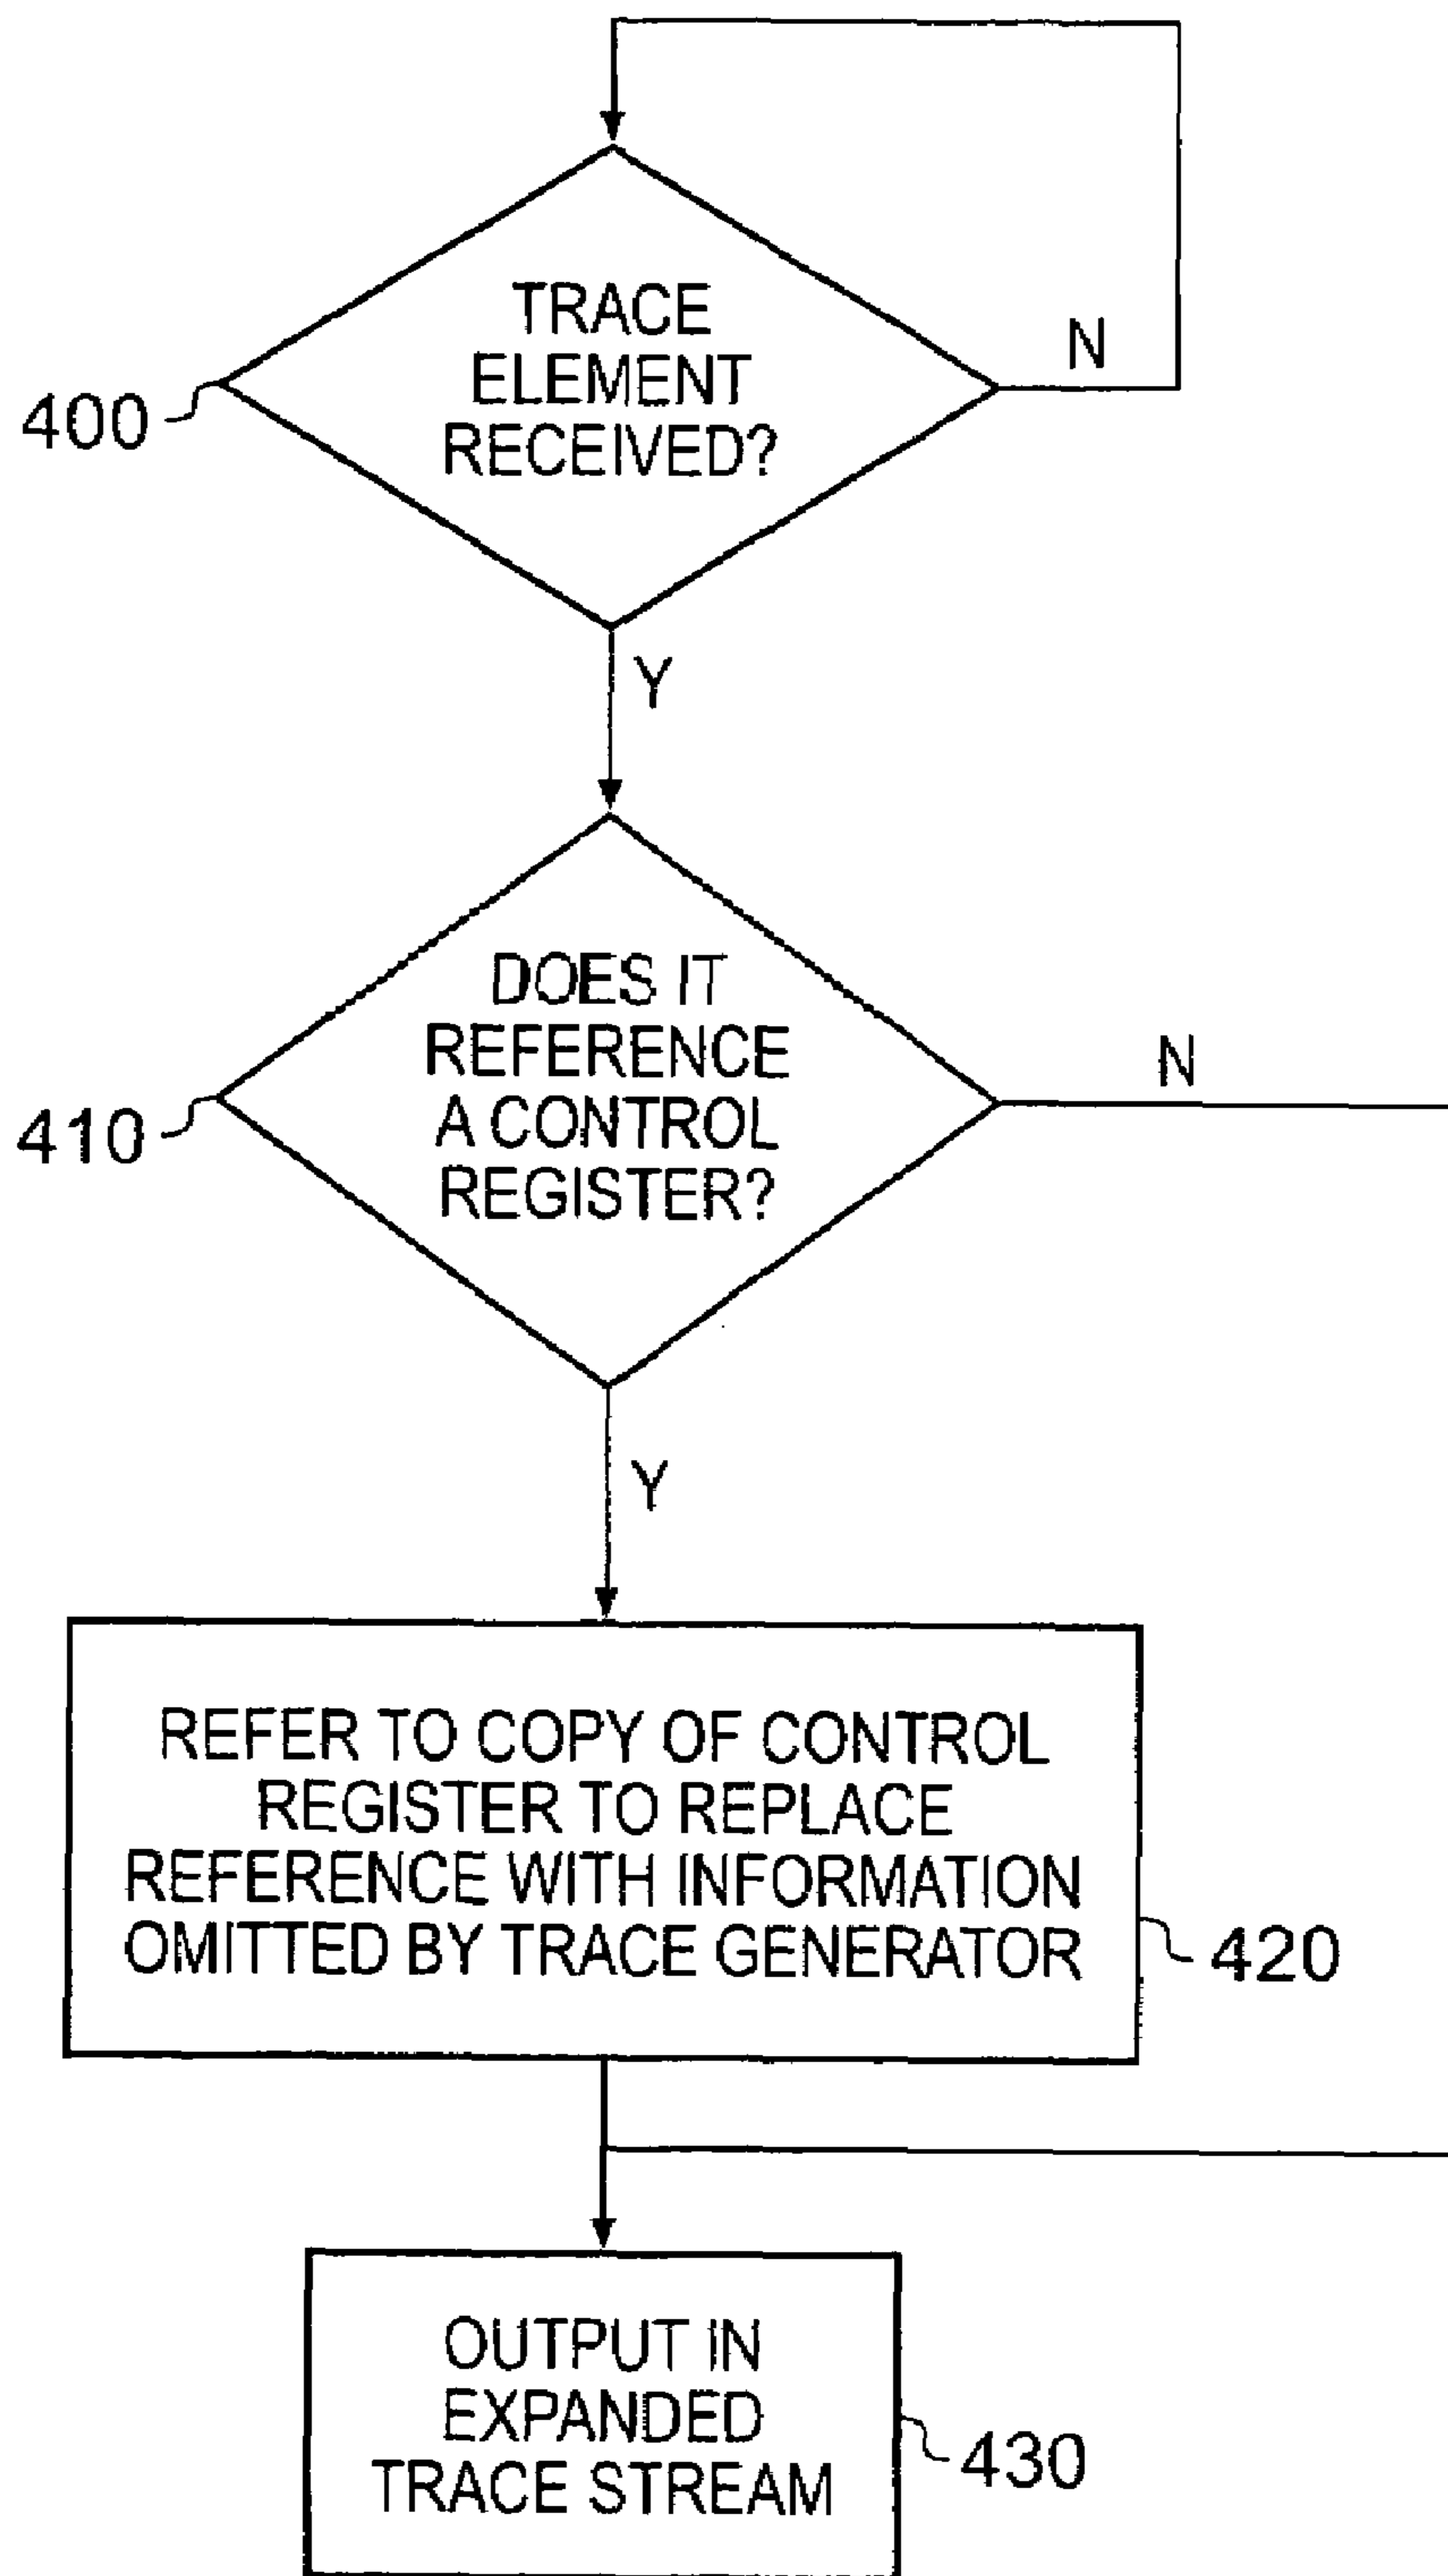 TRACE
ELEMENT
RECEIVED?
N
400
Y
DOES IT
REFERENCE
A CONTROL
REGISTER?
N
410
Y
REFER TO COPY OF CONTROL
REGISTER TO REPLACE
REFERENCE WITH INFORMATION
OMITTED BY TRACE GENERATOR
420
OUTPUT IN
EXPANDED
TRACE STREAM
430